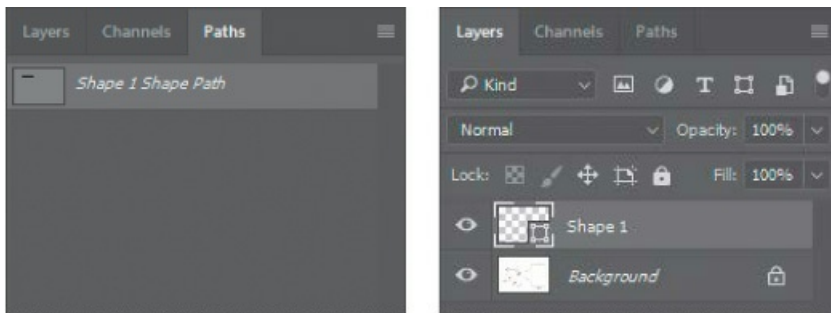 Layers Channels Paths
Shape 1 Shape Path
Layers Channels Paths
Kind
Normal Opacity: 100%
Lock: Fill: 100%
Shape 1
Background